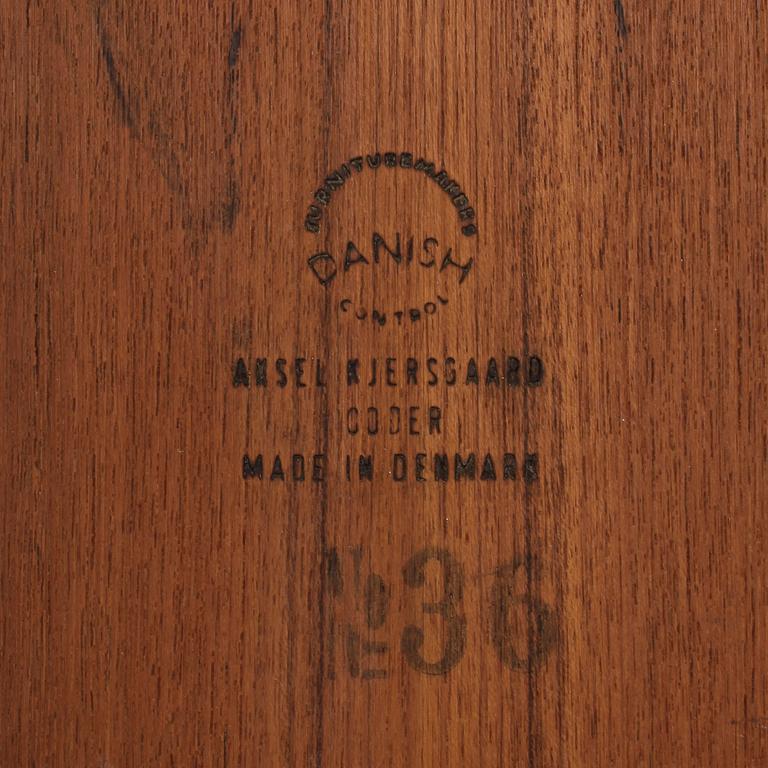 FURNITUREMAKERS
DANISH
CONTROL
AKSEL KJERSGAARD
ODDER
MADE IN DENMARK
No 36